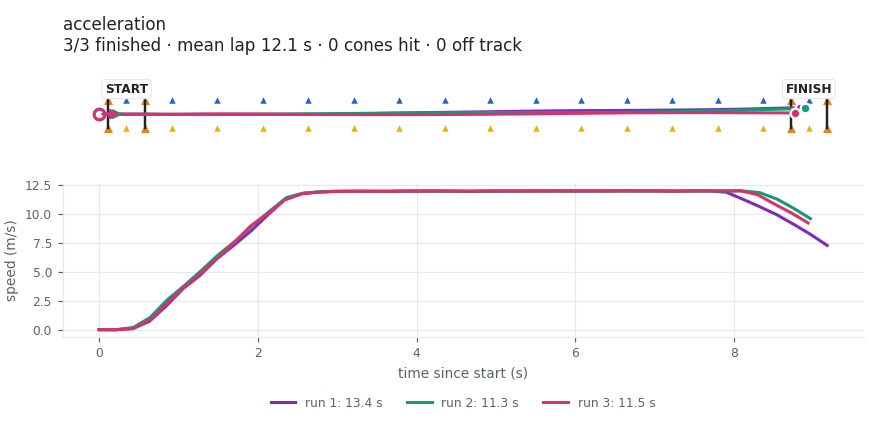 acceleration
3/3 finished · mean lap 12.1 s · 0 cones hit · 0 off track
START
FINISH
12.5
10.0
7.5
5.0
2.5
0.0
speed (m/s)
0
2
4
6
8
time since start (s)
run 1: 13.4 s
run 2: 11.3 s
run 3: 11.5 s